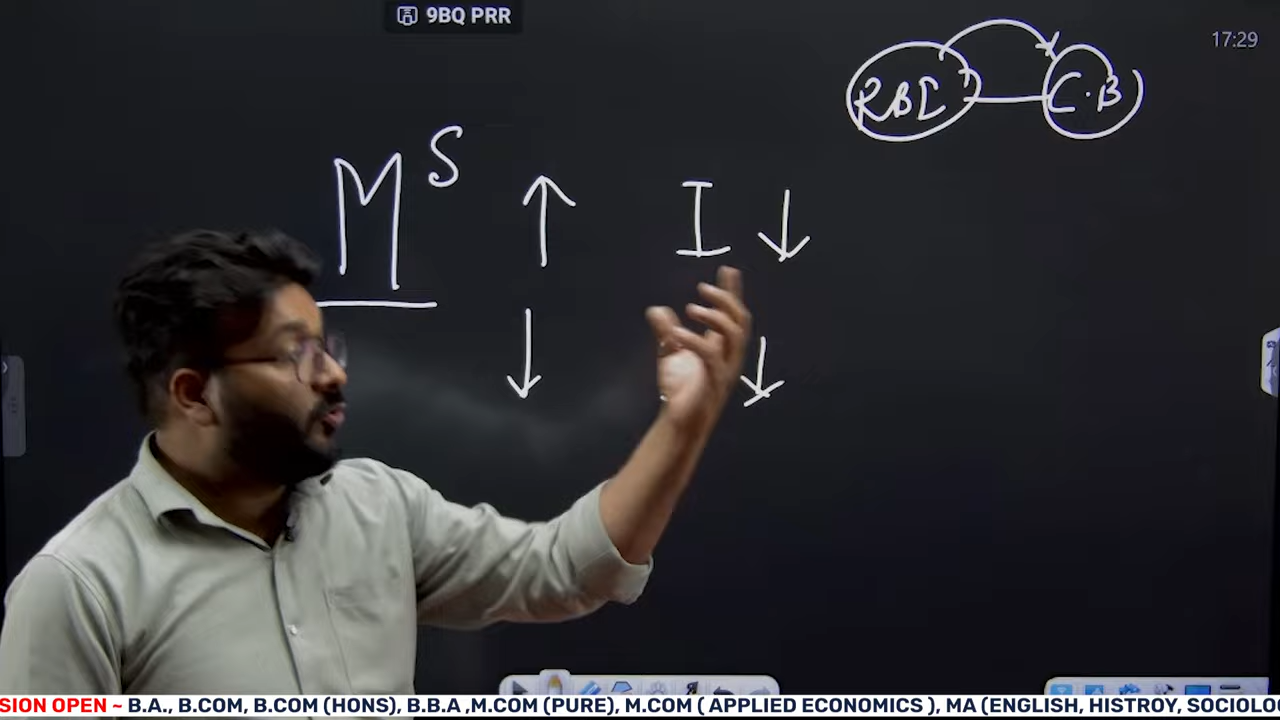 9BQ PRR
17:29
RBI C.B
M S ↑ I ↓
↓ ↓
SION OPEN ~ B.A., B.COM, B.COM (HONS), B.B.A ,M.COM (PURE), M.COM ( APPLIED ECONOMICS ), MA (ENGLISH, HISTROY, SOCIOLO